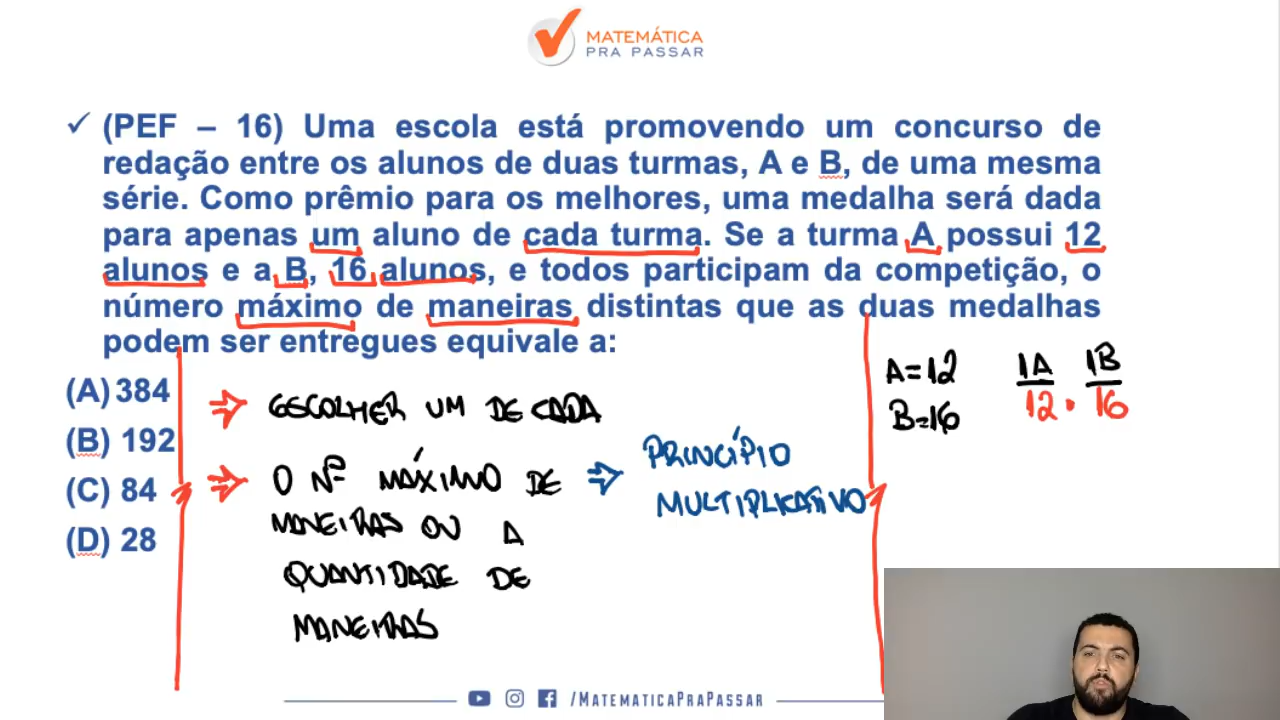 MATEMÁTICA
PRA PASSAR
✓ (PEF – 16) Uma escola está promovendo um concurso de
redação entre os alunos de duas turmas, A e B, de uma mesma
série. Como prêmio para os melhores, uma medalha será dada
para apenas um aluno de cada turma. Se a turma A possui 12
alunos e a B, 16 alunos, e todos participam da competição, o
número máximo de maneiras distintas que as duas medalhas
podem ser entregues equivale a:
(A) 384
(B) 192
(C) 84
(D) 28
⇒ ESCOLHER UM DE CADA
⇒ O Nº MÁXIMO DE
MANEIRAS OU A
QUANTIDADE DE
MANEIRAS
⇒ PRINCÍPIO
MULTIPLICATIVO
A=12
B=16
1A 1B
12 . 16
/MATEMATICAPRAPASSAR